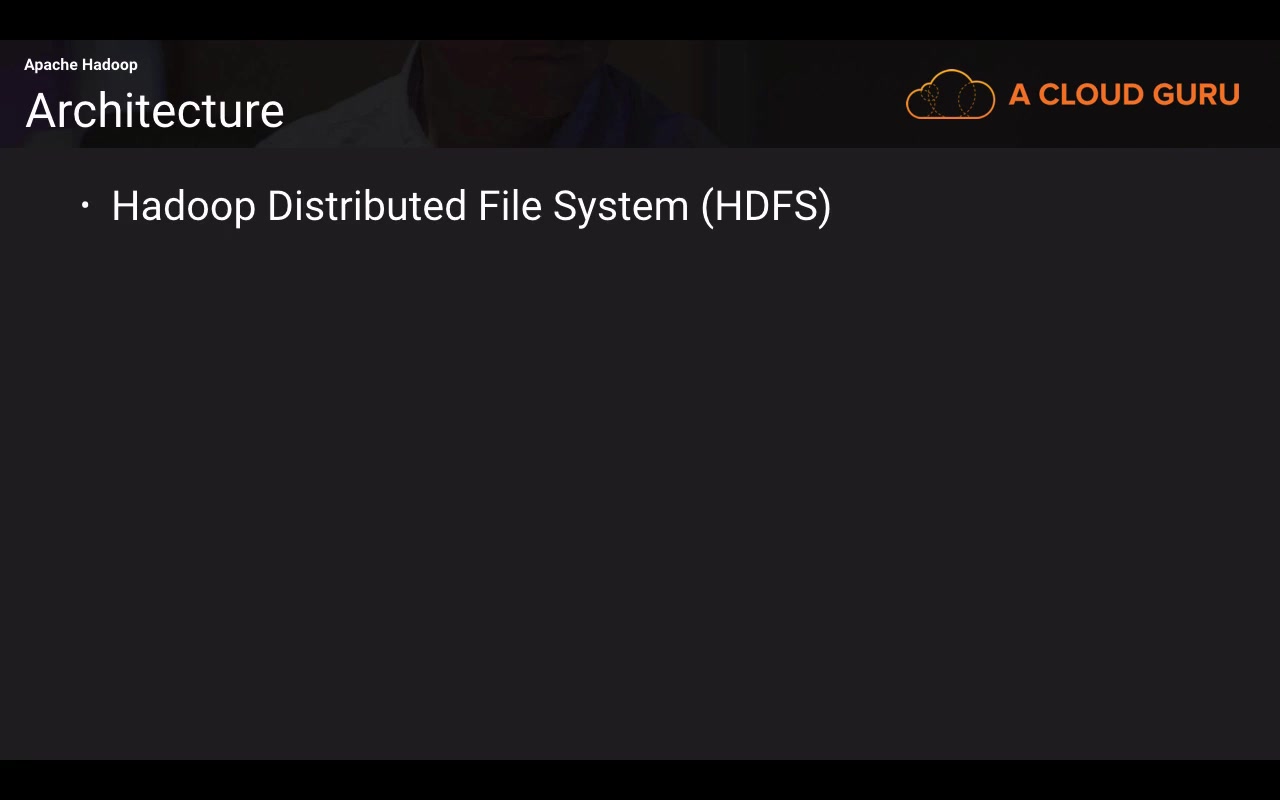 Apache Hadoop
Architecture
A CLOUD GURU
• Hadoop Distributed File System (HDFS)